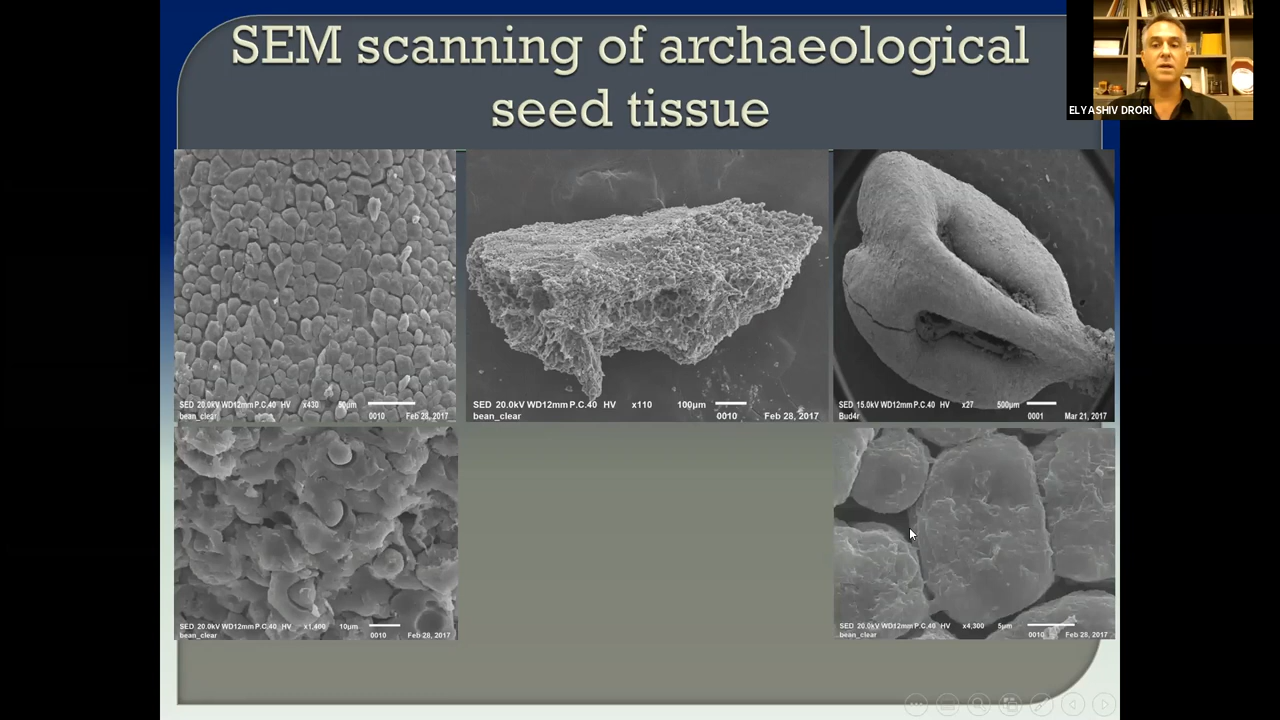 SEM scanning of archaeological
seed tissue
ELYASHIV DRORI
SED 20.0kV WD12mm P.C.40 HV x430 50µm
bean_clear 0010 Feb 28, 2017
SED 20.0kV WD12mm P.C.40 HV x110 100µm
bean_clear 0010 Feb 28, 2017
SED 15.0kV WD12mm P.C.40 HV x27 500µm
Bud4r 0001 Mar 21, 2017
SED 20.0kV WD12mm P.C.40 HV 10µm
bean_clear 0010 Feb 28, 2017
SED 20.0kV WD12mm P.C.40 HV x4,300 5µm
bean_clear 0010 Feb 28, 2017